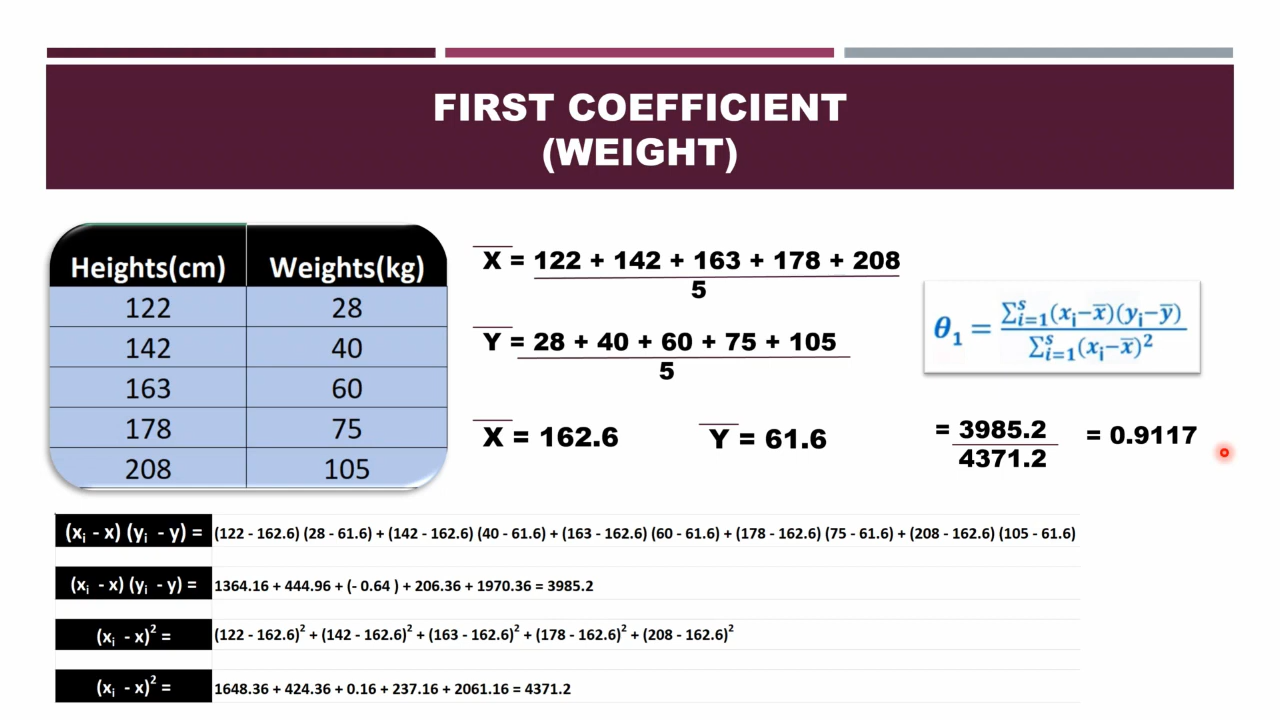 FIRST COEFFICIENT
(WEIGHT)
Heights(cm) Weights(kg)
122 28
142 40
163 60
178 75
208 105
X = 122 + 142 + 163 + 178 + 208
5
Y = 28 + 40 + 60 + 75 + 105
5
X = 162.6 Y = 61.6
θ₁ = ∑ˢᵢ₌₁(xᵢ−x̅)(yᵢ−y̅)
∑ˢᵢ₌₁(xᵢ−x̅)²
= 3985.2 = 0.9117
4371.2
(xᵢ - x) (yᵢ - y) = (122 - 162.6) (28 - 61.6) + (142 - 162.6) (40 - 61.6) + (163 - 162.6) (60 - 61.6) + (178 - 162.6) (75 - 61.6) + (208 - 162.6) (105 - 61.6)
(xᵢ - x) (yᵢ - y) = 1364.16 + 444.96 + (- 0.64 ) + 206.36 + 1970.36 = 3985.2
(xᵢ - x)² = (122 - 162.6)² + (142 - 162.6)² + (163 - 162.6)² + (178 - 162.6)² + (208 - 162.6)²
(xᵢ - x)² = 1648.36 + 424.36 + 0.16 + 237.16 + 2061.16 = 4371.2